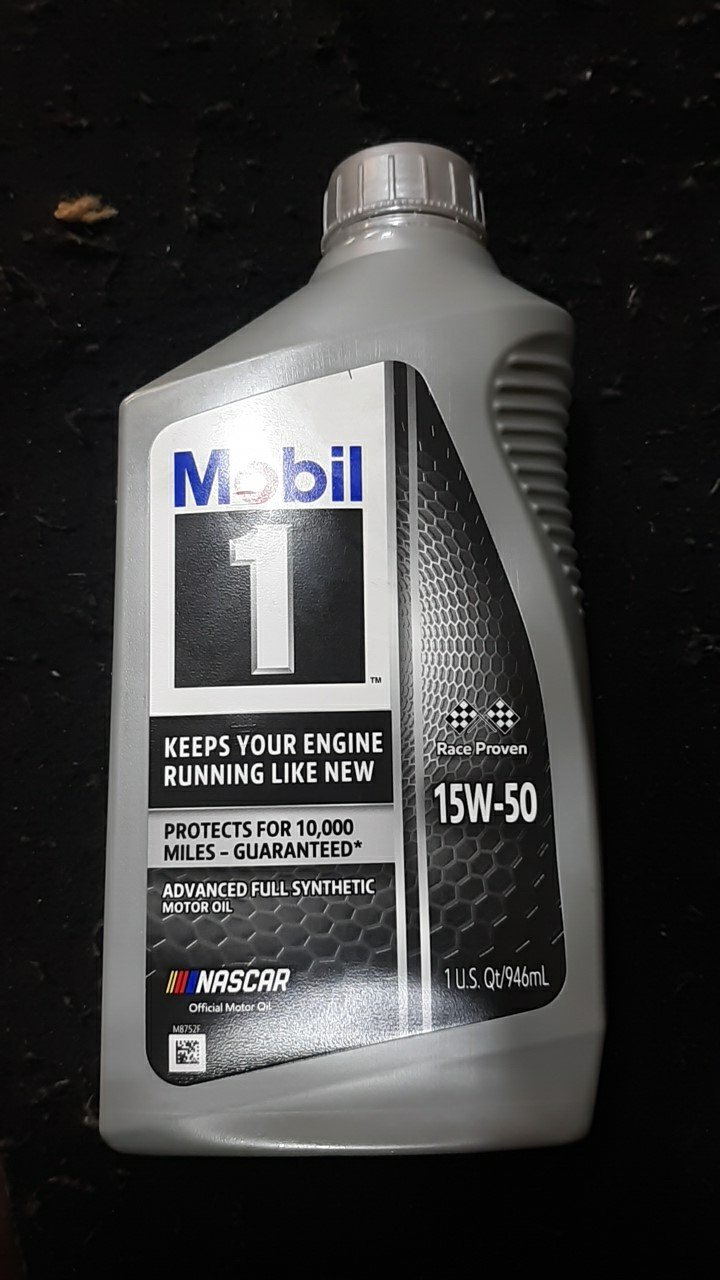 Mobil
1
TM
KEEPS YOUR ENGINE
RUNNING LIKE NEW
PROTECTS FOR 10,000
MILES – GUARANTEED*
ADVANCED FULL SYNTHETIC
MOTOR OIL
NASCAR
Official Motor Oil
M8752F
Race Proven
15W-50
1 U.S. Qt/946mL